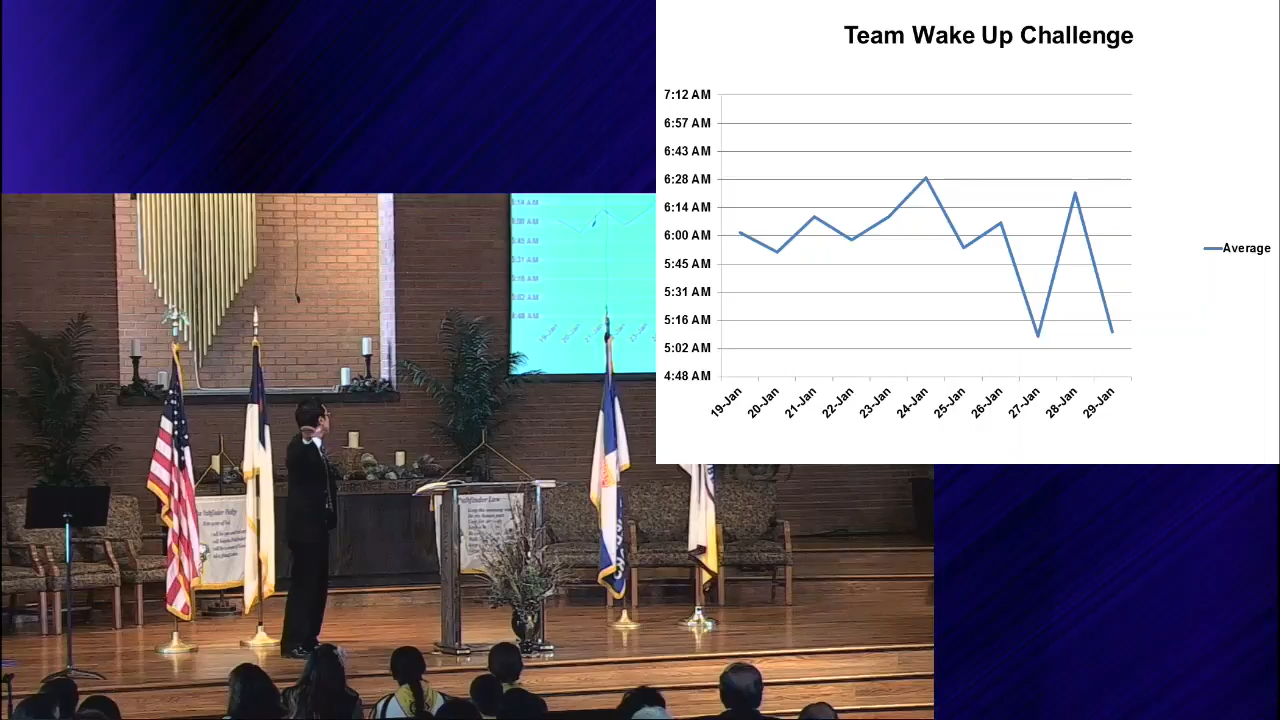 Team Wake Up Challenge
7:12 AM
6:57 AM
6:43 AM
6:28 AM
6:14 AM
6:00 AM
5:45 AM
5:31 AM
5:16 AM
5:02 AM
4:48 AM
19-Jan
20-Jan
21-Jan
22-Jan
23-Jan
24-Jan
25-Jan
26-Jan
27-Jan
28-Jan
29-Jan
Average
Pathfinder Law